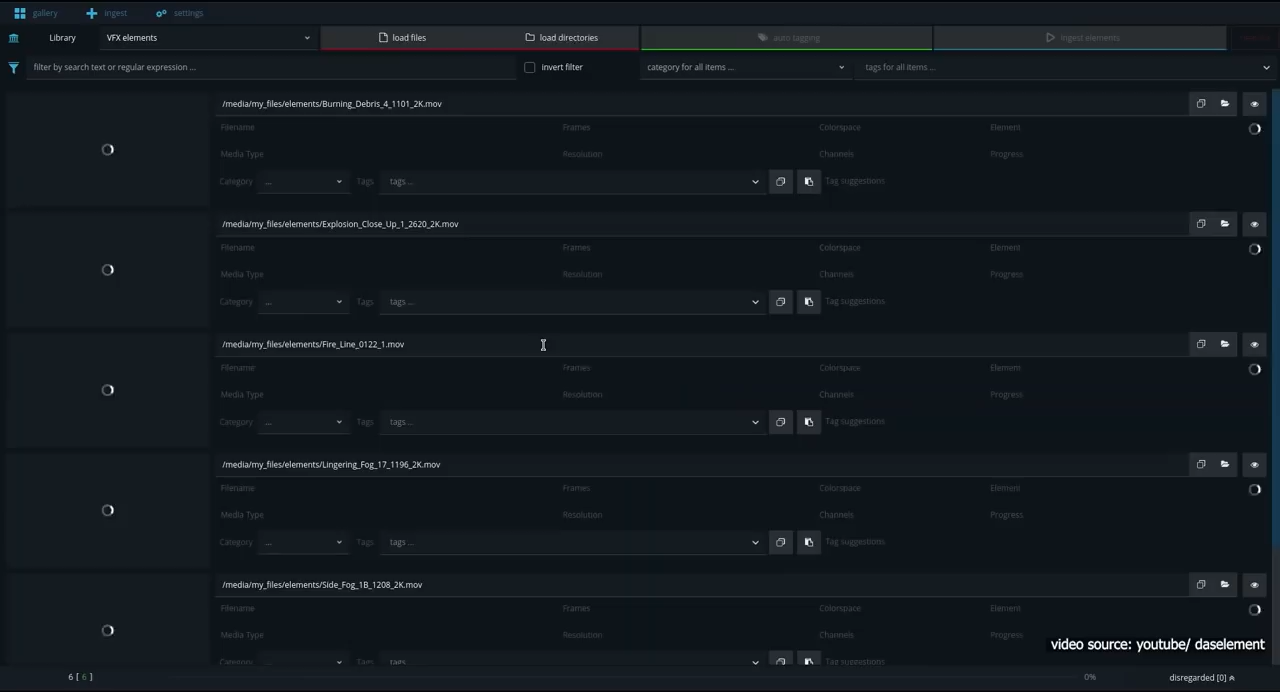 gallery ingest settings
Library VFX elements load files load directories auto tagging ingest elements
filter by search text or regular expression ... invert filter category for all items ... tags for all items ...
/media/my_files/elements/Burning_Debris_4_1101_2K.mov
Filename Frames Colorspace Element
Media Type Resolution Channels Progress
Category ... Tags tags ... Tag suggestions
/media/my_files/elements/Explosion_Close_Up_1_2620_2K.mov
Filename Frames Colorspace Element
Media Type Resolution Channels Progress
Category ... Tags tags ... Tag suggestions
/media/my_files/elements/Fire_Line_0122_1.mov
Filename Frames Colorspace Element
Media Type Resolution Channels Progress
Category ... Tags tags ... Tag suggestions
/media/my_files/elements/Lingering_Fog_17_1196_2K.mov
Filename Frames Colorspace Element
Media Type Resolution Channels Progress
Category ... Tags tags ... Tag suggestions
/media/my_files/elements/Side_Fog_1B_1208_2K.mov
Filename Frames Colorspace Element
Media Type Resolution Channels Progress
video source: youtube/ daselement
Category ... Tags tags ... Tag suggestions
6 [ 6 ] 0% disregarded [0]